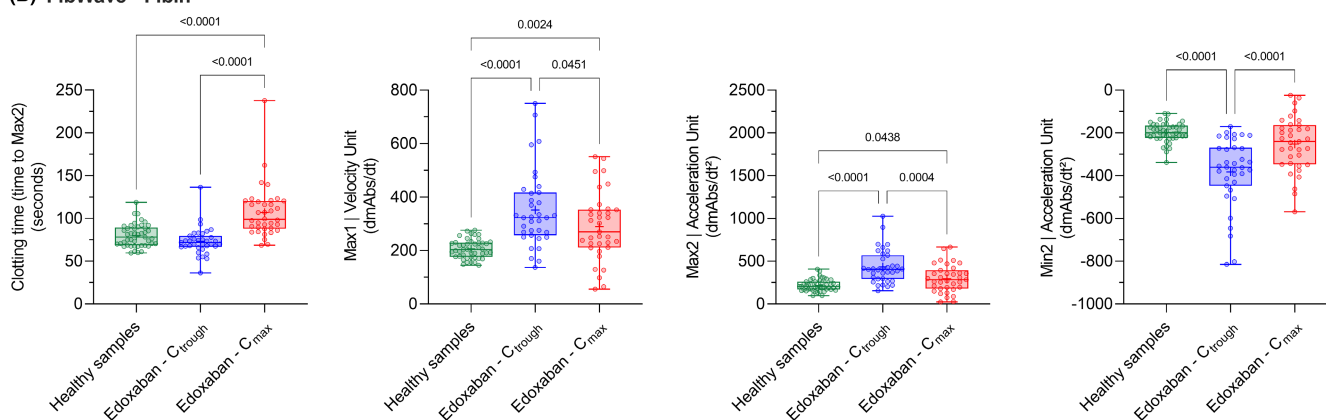 <0.0001
<0.0001
Clotting time (time to Max2)
(seconds)
250
200
150
100
50
0
Healthy samples
Edoxaban - Ctrough
Edoxaban - Cmax
0.0024
<0.0001
0.0451
Max1 | Velocity Unit
(dmAbs/dt)
800
600
400
200
0
Healthy samples
Edoxaban - Ctrough
Edoxaban - Cmax
0.0438
<0.0001
0.0004
Max2 | Acceleration Unit
(dmAbs/dt²)
2500
2000
1500
1000
500
0
Healthy samples
Edoxaban - Ctrough
Edoxaban - Cmax
<0.0001
<0.0001
Min2 | Acceleration Unit
(dmAbs/dt²)
0
-200
-400
-600
-800
-1000
Healthy samples
Edoxaban - Ctrough
Edoxaban - Cmax